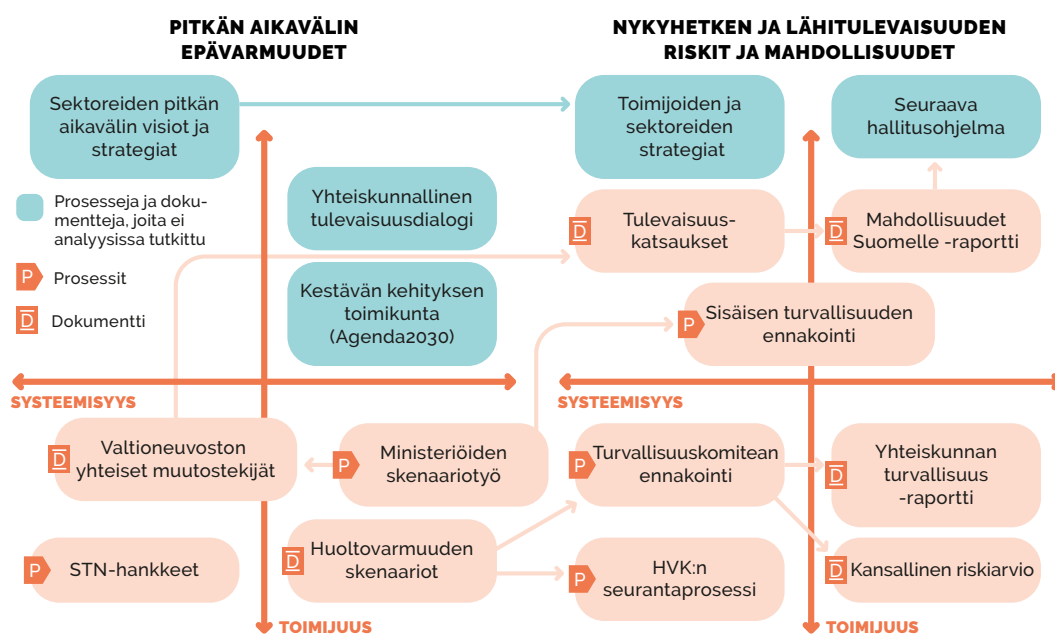 PITKÄN AIKAVÄLIN
EPÄVARMUUDET
Sektoreiden pitkän
aikavälin visiot ja
strategiat
Prosesseja ja doku-
mentteja, joita ei
analyysissa tutkittu
P
Prosessit
D
Dokumentti
Yhteiskunnallinen
tulevaisuusdialogi
Kestävän kehityksen
toimikunta
(Agenda2030)
SYSTEEMISYYS
D
Valtioneuvoston
yhteiset muutostekijät
P
Ministeriöiden
skenaariotyö
P
STN-hankkeet
D
Huoltovarmuuden
skenaariot
TOIMIJUUS
NYKYHETKEN JA LÄHITULEVAISUUDEN
RISKIT JA MAHDOLLISUUDET
Toimijoiden ja
sektoreiden
strategiat
Seuraava
hallitusohjelma
D
Tulevaisuus-
katsaukset
D
Mahdollisuudet
Suomelle -raportti
P
Sisäisen turvallisuuden
ennakointi
SYSTEEMISYYS
P
Turvallisuuskomitean
ennakointi
D
Yhteiskunnan
turvallisuus
-raportti
P
HVK:n
seurantaprosessi
D
Kansallinen riskiarvio
TOIMIJUUS